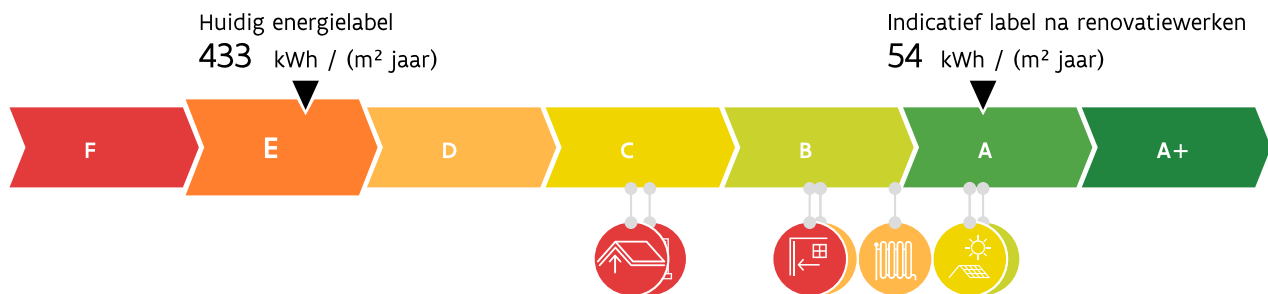 Huidig energielabel
433 kWh / (m² jaar)
Indicatief label na renovatiewerken
54 kWh / (m² jaar)
F E D C B A A+